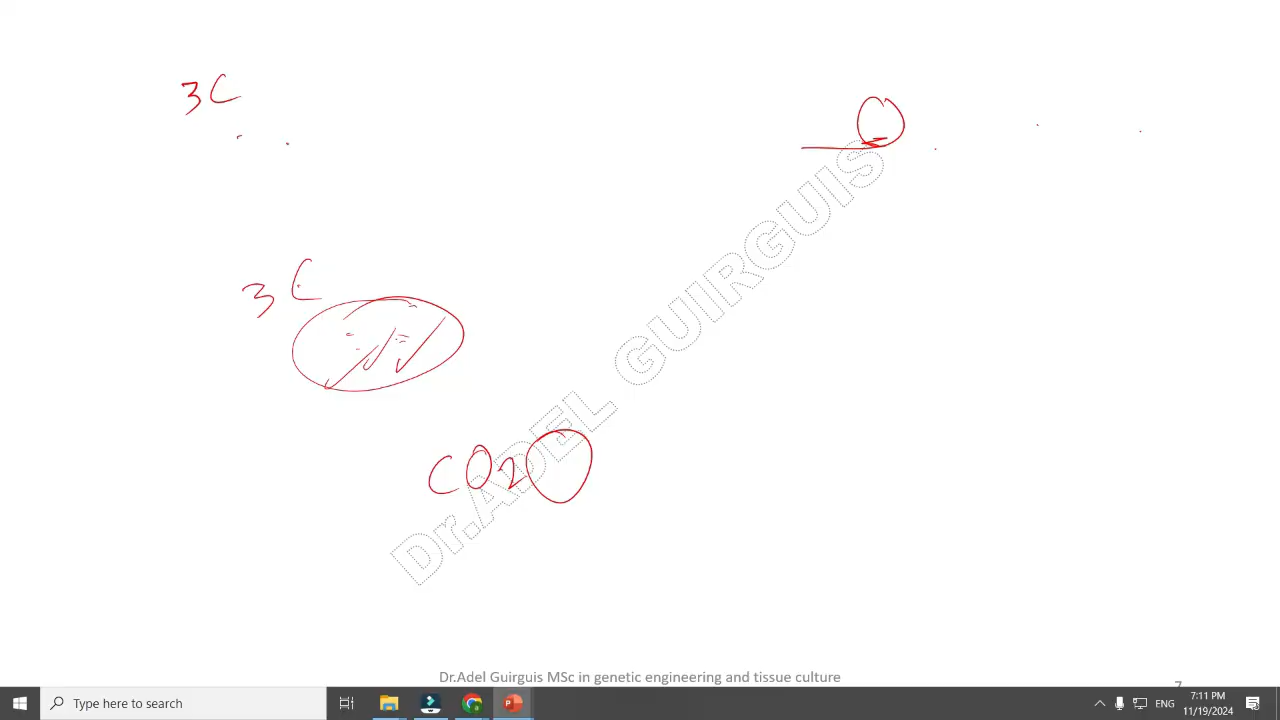 3C
3C
CO2
Dr.ADEL GUIRGUIS
Dr.Adel Guirguis MSc in genetic engineering and tissue culture
7
Type here to search
ENG
7:11 PM
11/19/2024